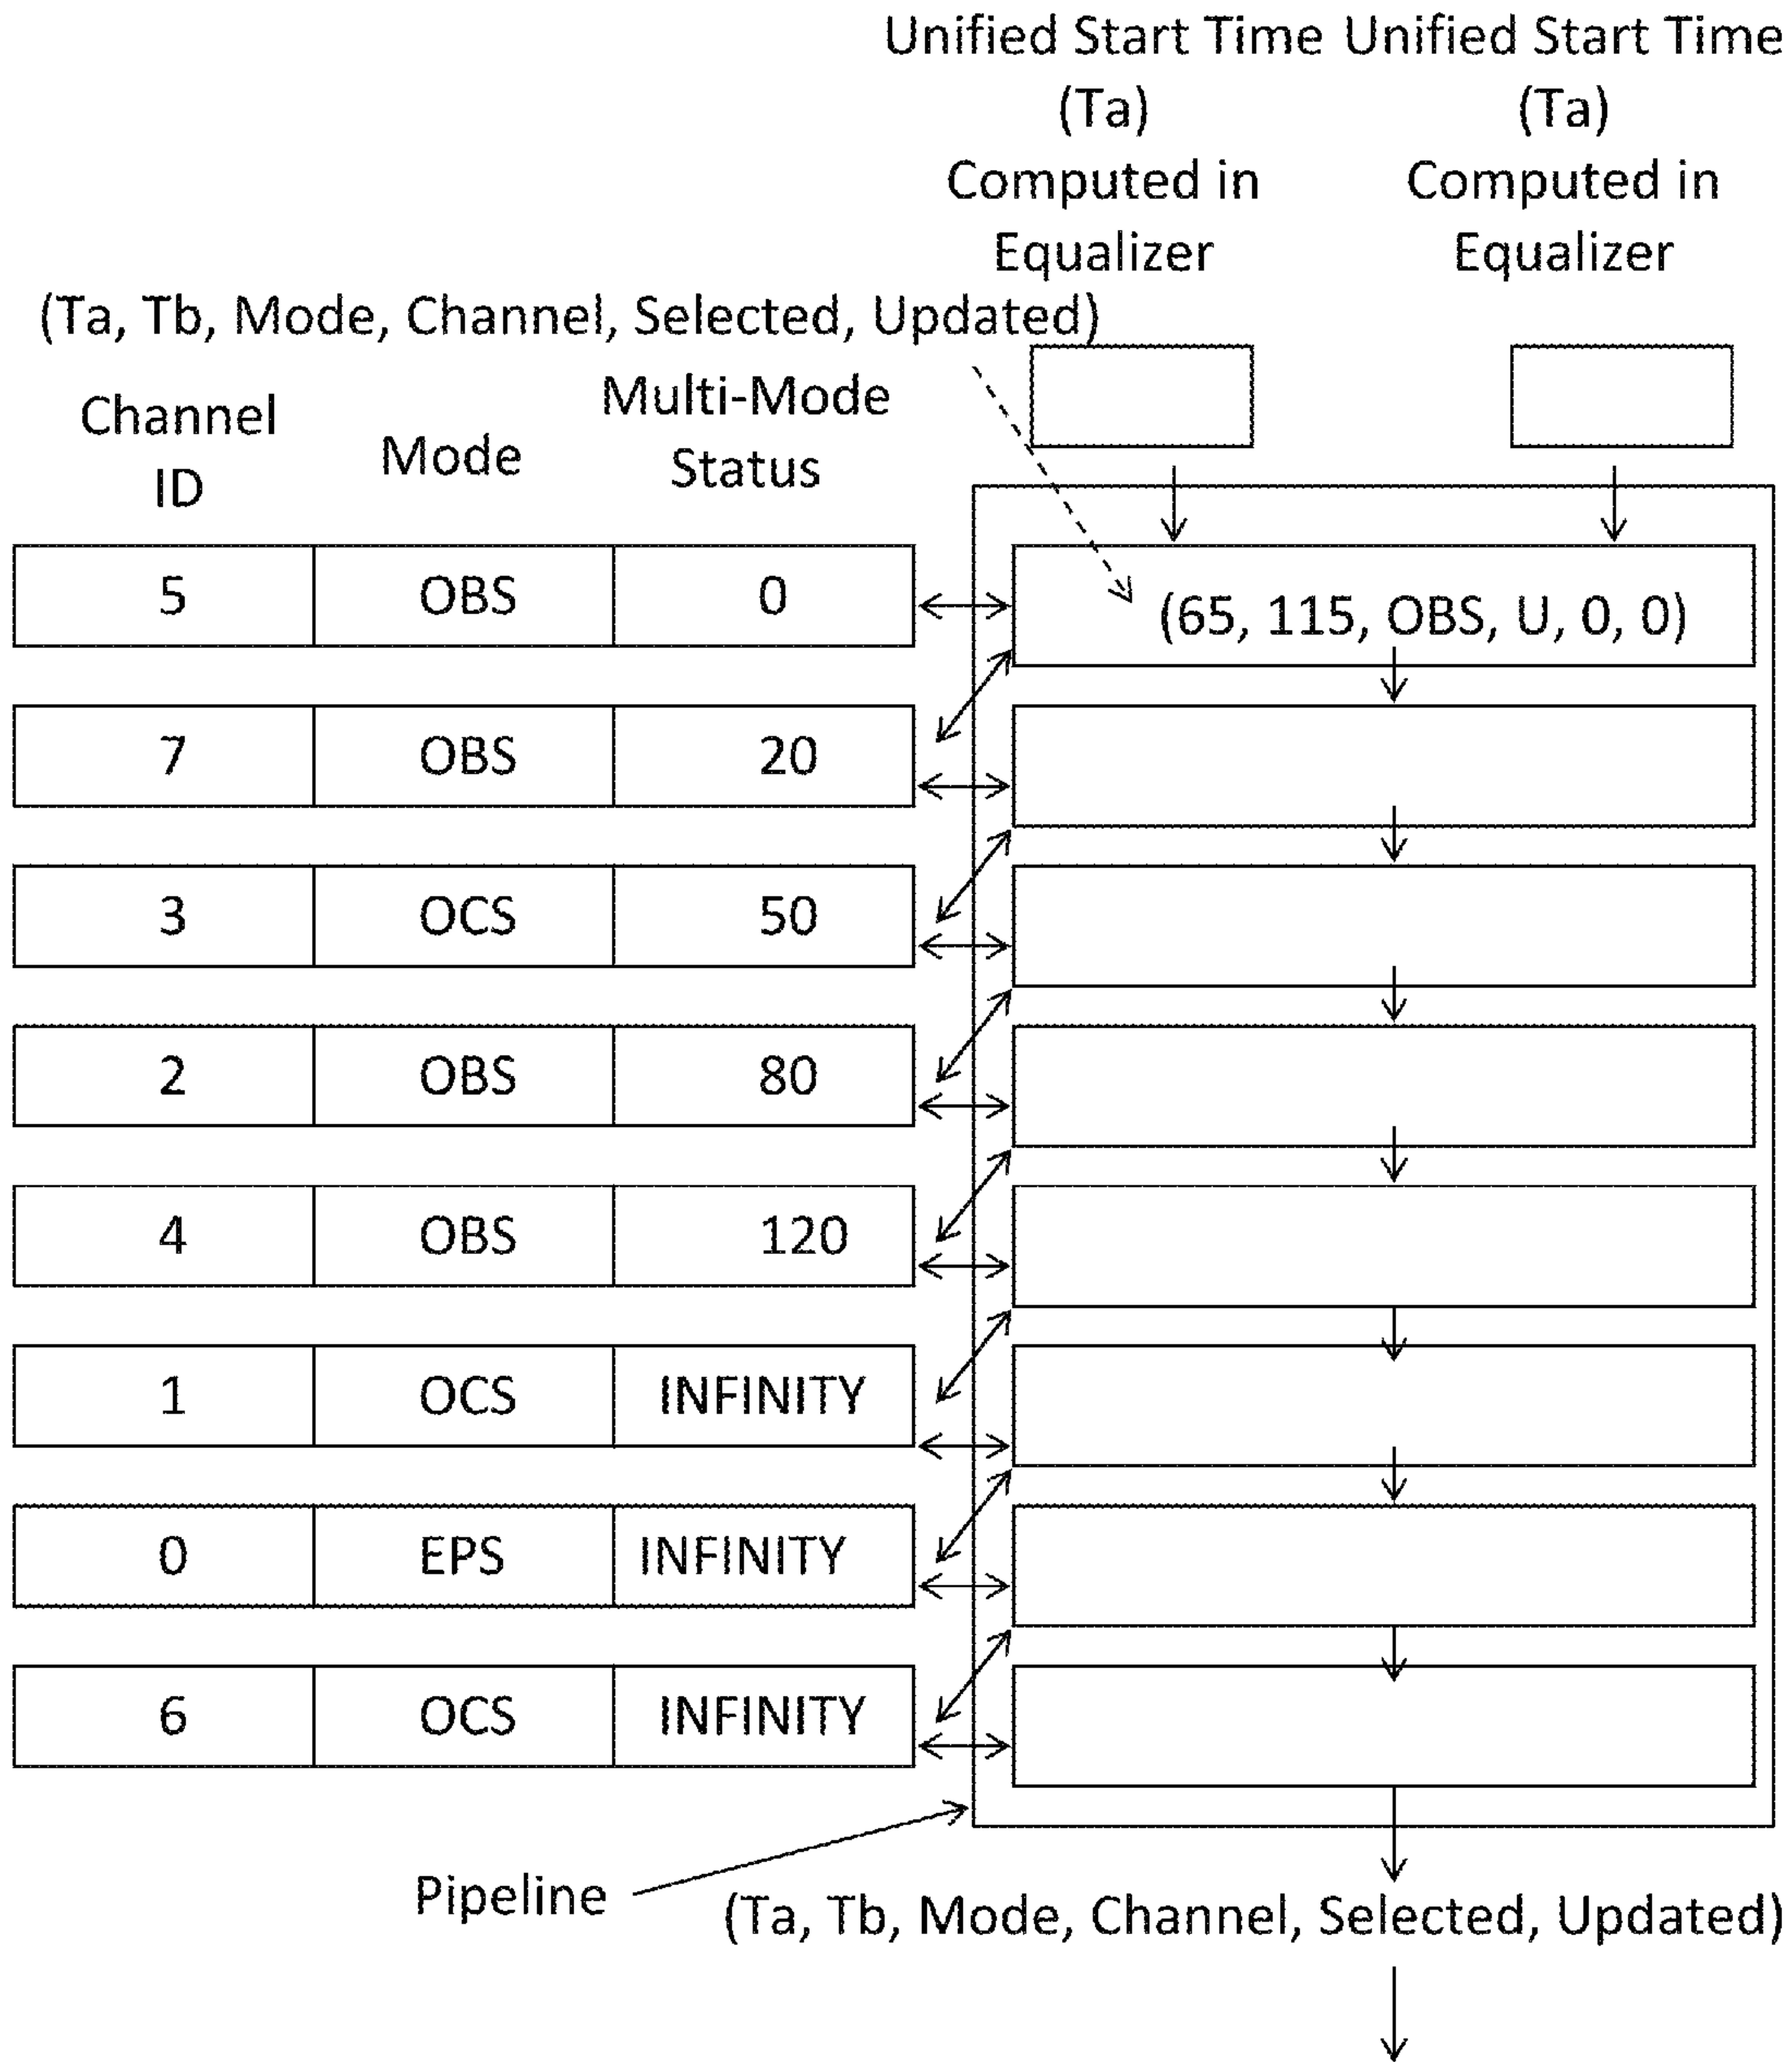 Unified Start Time Unified Start Time
(Ta) (Ta)
Computed in Computed in
Equalizer Equalizer
(Ta, Tb, Mode, Channel, Selected, Updated)
Channel ID Mode Multi-Mode Status
5 OBS 0 (65, 115, OBS, U, 0, 0)
7 OBS 20
3 OCS 50
2 OBS 80
4 OBS 120
1 OCS INFINITY
0 EPS INFINITY
6 OCS INFINITY
Pipeline
(Ta, Tb, Mode, Channel, Selected, Updated)